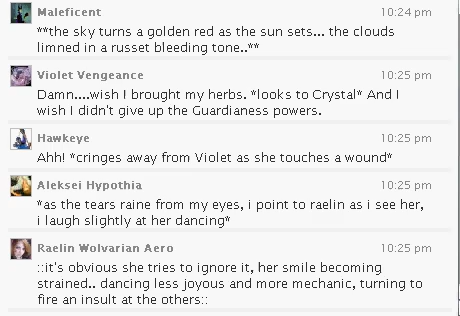 Maleficent 10:24 pm
**the sky turns a golden red as the sun sets... the clouds
limned in a russet bleeding tone..**
Violet Vengeance 10:25 pm
Damn....wish I brought my herbs. *looks to Crystal* And I
wish I didn't give up the Guardianess powers.
Hawkeye 10:25 pm
Ahh! *cringes away from Violet as she touches a wound*
Aleksei Hypothia 10:25 pm
*as the tears raine from my eyes, i point to raelin as i see her,
i laugh slightly at her dancing*
Raelin Wolvarian Aero 10:25 pm
::it's obvious she tries to ignore it, her smile becoming
strained.. dancing less joyous and more mechanic, turning to
fire an insult at the others::